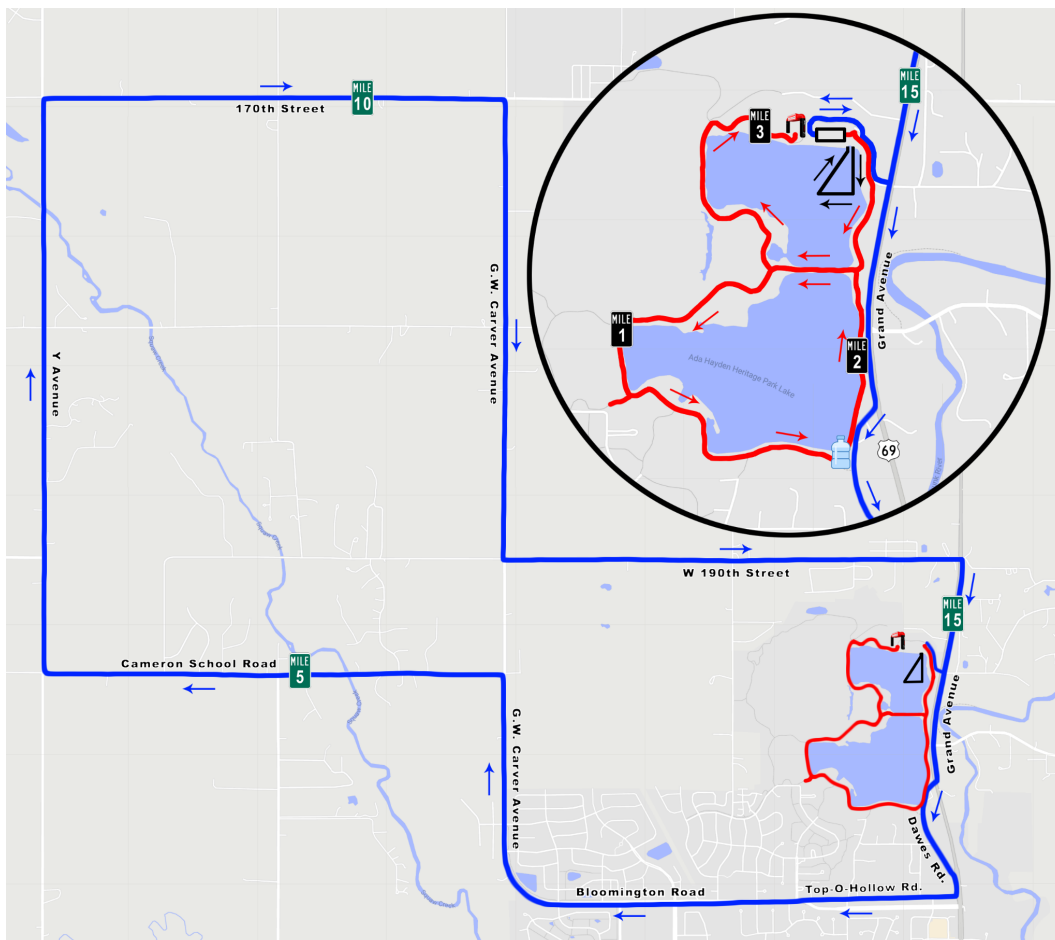 MILE
10
170th Street
MILE
15
MILE
3
MILE
1
MILE
2
Ada Hayden Heritage Park Lake
Grand Avenue
69
G.W. Carver Avenue
Y Avenue
W 190th Street
MILE
15
Cameron School Road
MILE
5
G.W. Carver Avenue
Grand Avenue
Dawes Rd.
Top-O-Hollow Rd.
Bloomington Road